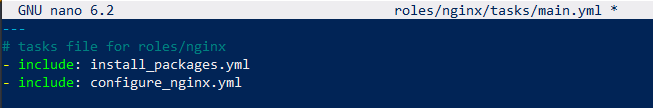 GNU nano 6.2 roles/nginx/tasks/main.yml *
---
# tasks file for roles/nginx
- include: install_packages.yml
- include: configure_nginx.yml